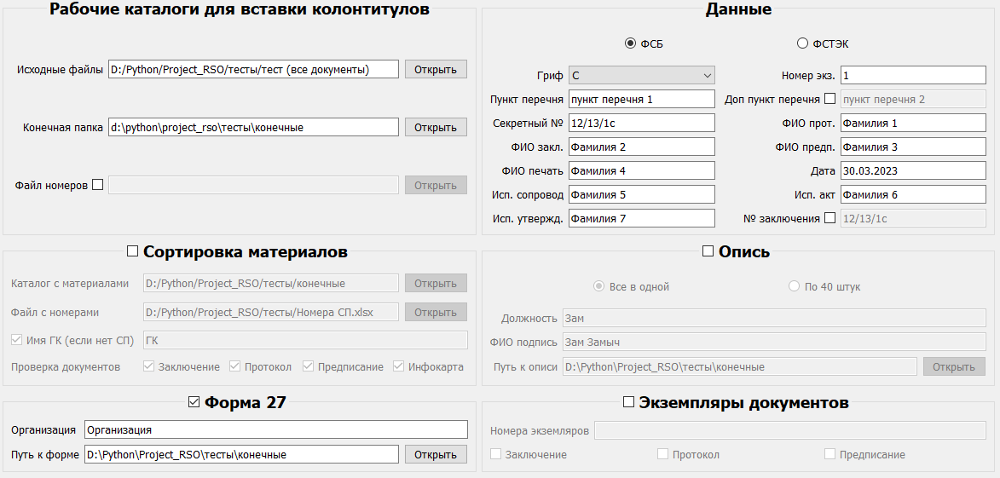 Рабочие каталоги для вставки колонтитулов
Исходные файлы D:/Python/Project_RSO/тесты/тест (все документы) Открыть
Конечная папка d:\python\project_rso\тесты\конечные Открыть
Файл номеров Открыть
Данные
ФСБ ФСТЭК
Гриф С Номер экз. 1
Пункт перечня пункт перечня 1 Доп пункт перечня пункт перечня 2
Секретный № 12/13/1с ФИО прот. Фамилия 1
ФИО закл. Фамилия 2 ФИО предп. Фамилия 3
ФИО печать Фамилия 4 Дата 30.03.2023
Исп. сопровод Фамилия 5 Исп. акт Фамилия 6
Исп. утвержд. Фамилия 7 № заключения 12/13/1с
Сортировка материалов
Каталог с материалами D:/Python/Project_RSO/тесты/конечные Открыть
Файл с номерами D:/Python/Project_RSO/тесты/Номера СП.xlsx Открыть
Имя ГК (если нет СП) ГК
Проверка документов Заключение Протокол Предписание Инфокарта
Опись
Все в одной По 40 штук
Должность Зам
ФИО подпись Зам Замыч
Путь к описи D:\Python\Project_RSO\тесты\конечные Открыть
Форма 27
Организация Организация
Путь к форме D:\Python\Project_RSO\тесты\конечные Открыть
Экземпляры документов
Номера экземляров
Заключение Протокол Предписание